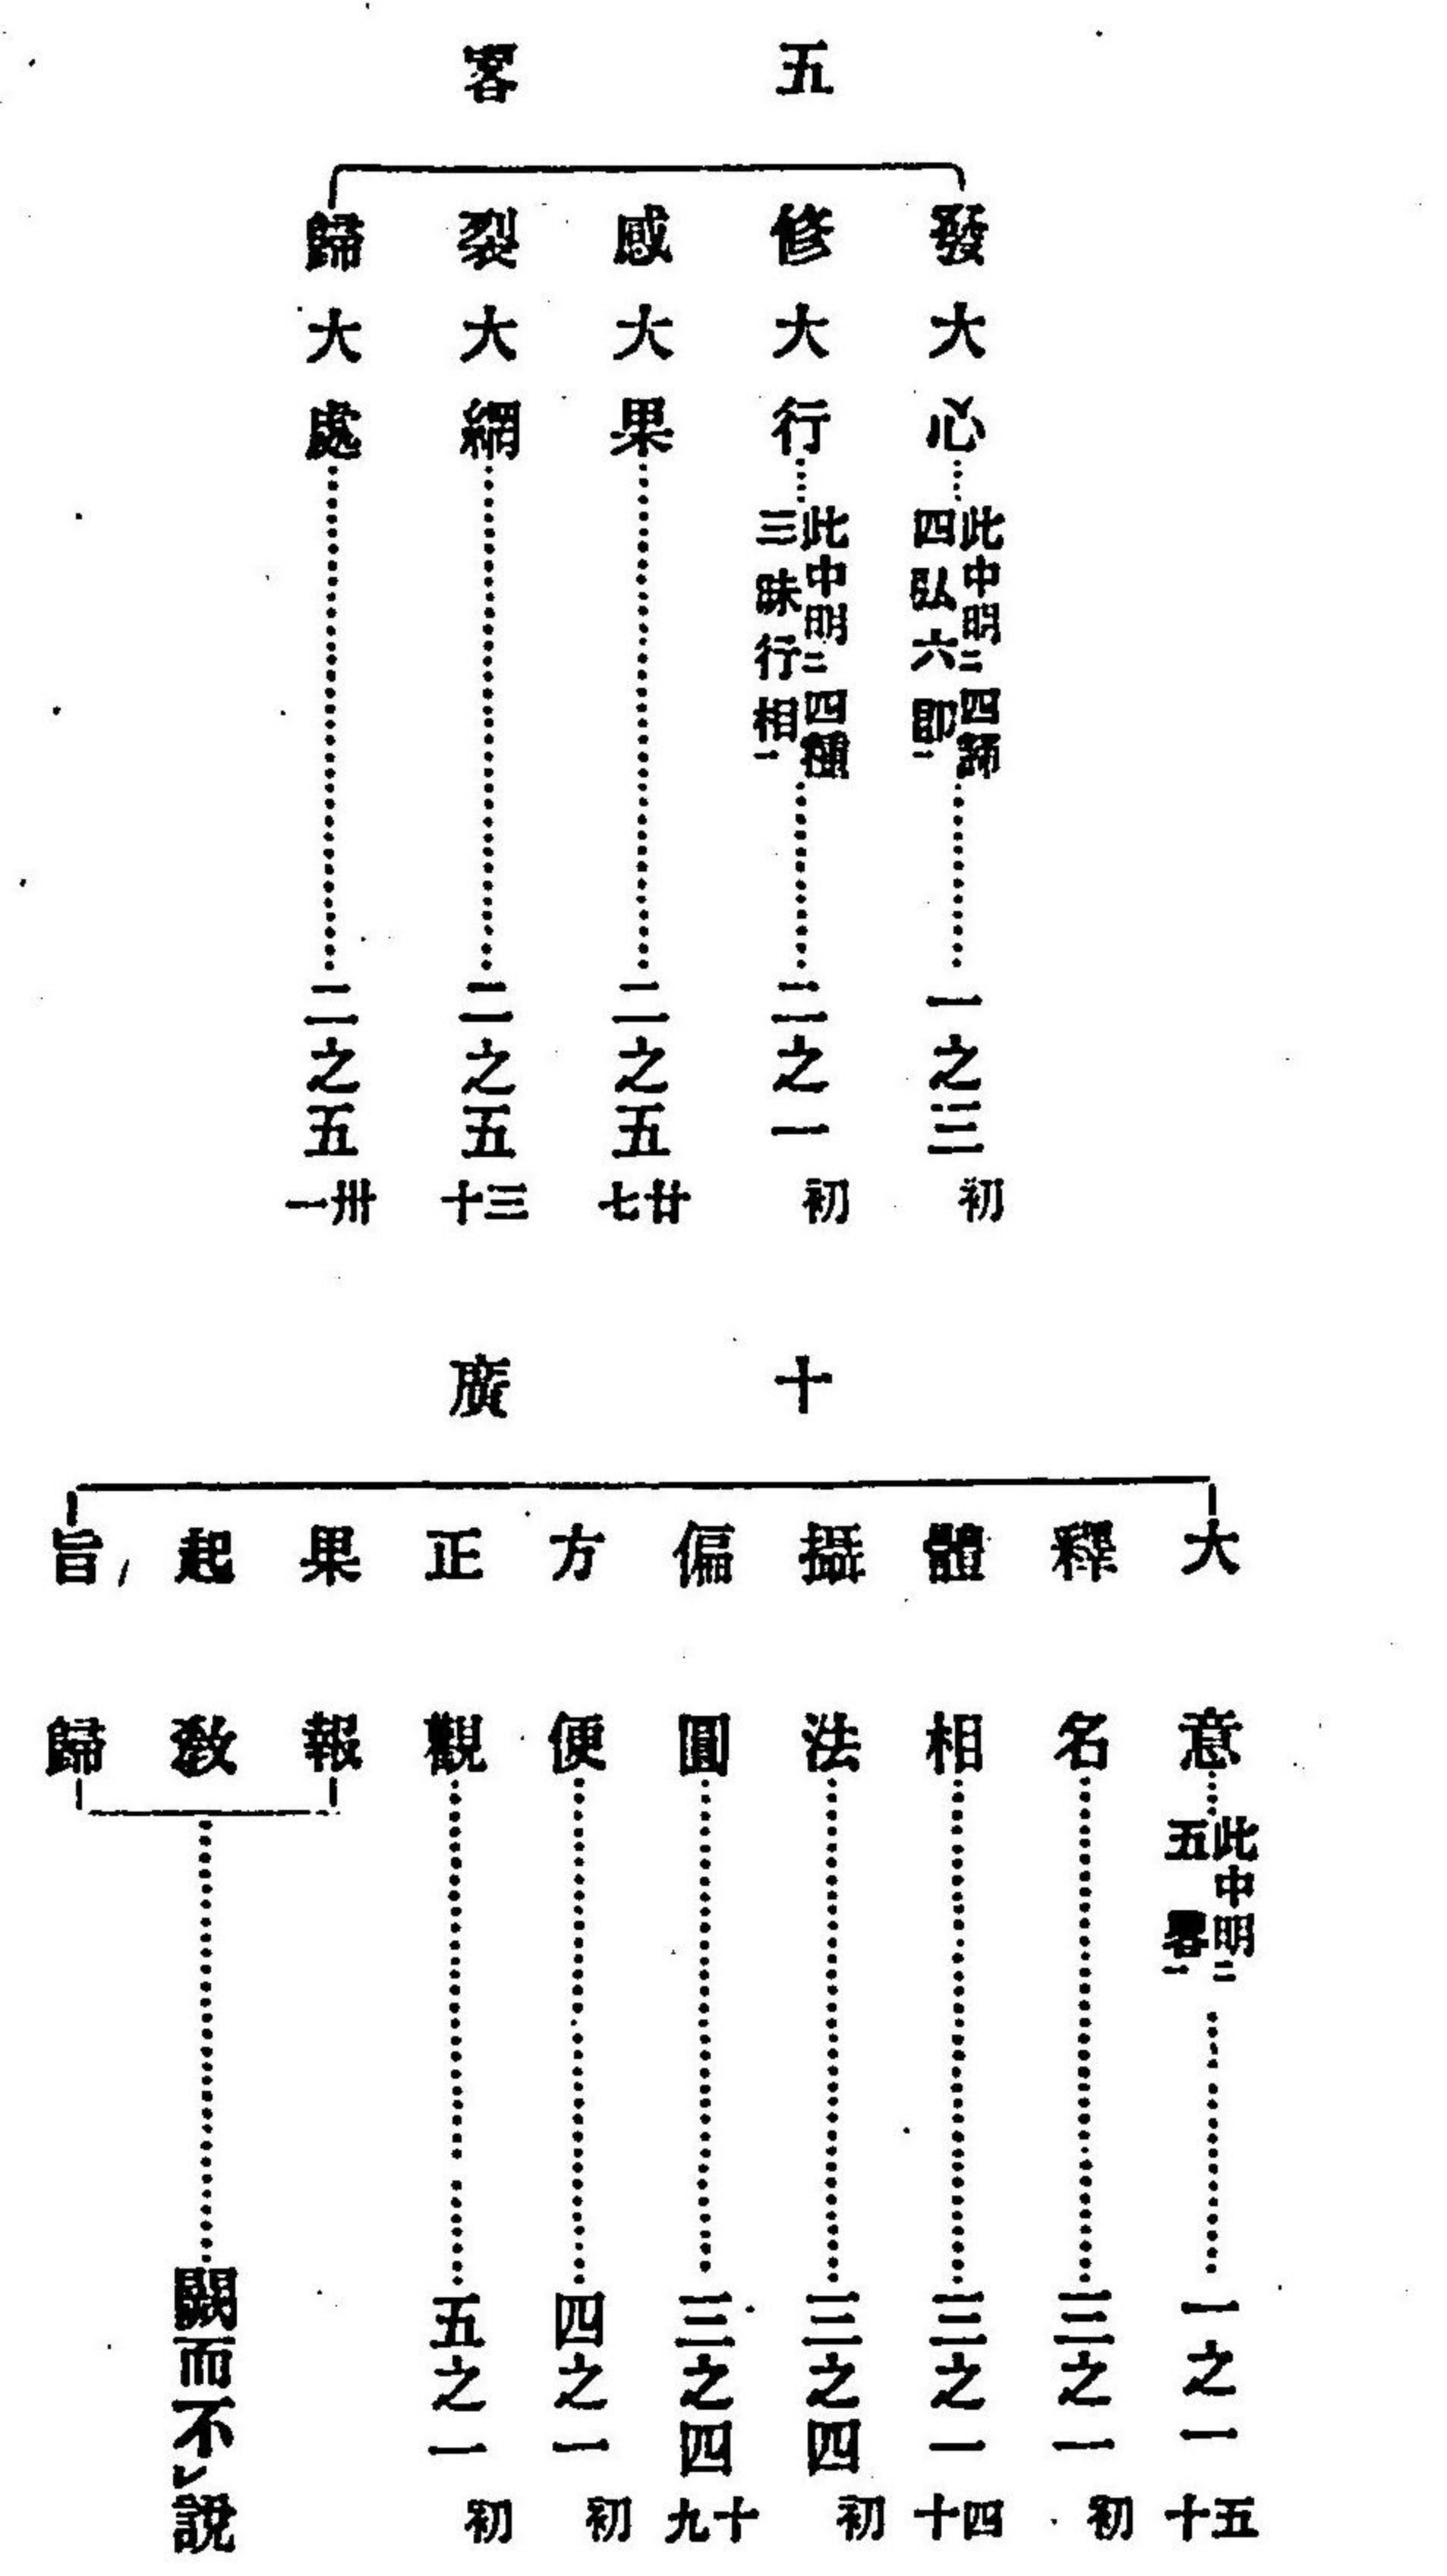 五畧
發大心 此中明二四諦四弘六卽一 一之三 初
修大行 此中明二四種三昧行相一 二之一 初
感大果 二之五 廿七
裂大網 二之五 三十
歸大處 二之五 卅一
十廣
大意 此中明二五畧一 一之一 五十
釋名 三之一 初
體相 三之一 四十
攝法 三之四 初
偏圓 三之四 十九
方便 四之一 初
正觀 五之一 初
果報
起教
旨歸
闕而不レ說